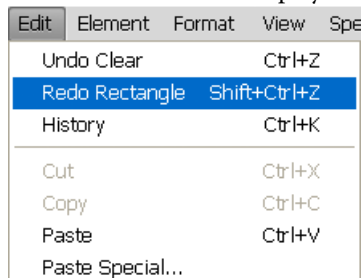 Edit Element Format View Spe
Undo Clear Ctrl+Z
Redo Rectangle Shift+Ctrl+Z
History Ctrl+K
Cut Ctrl+X
Copy Ctrl+C
Paste Ctrl+V
Paste Special...